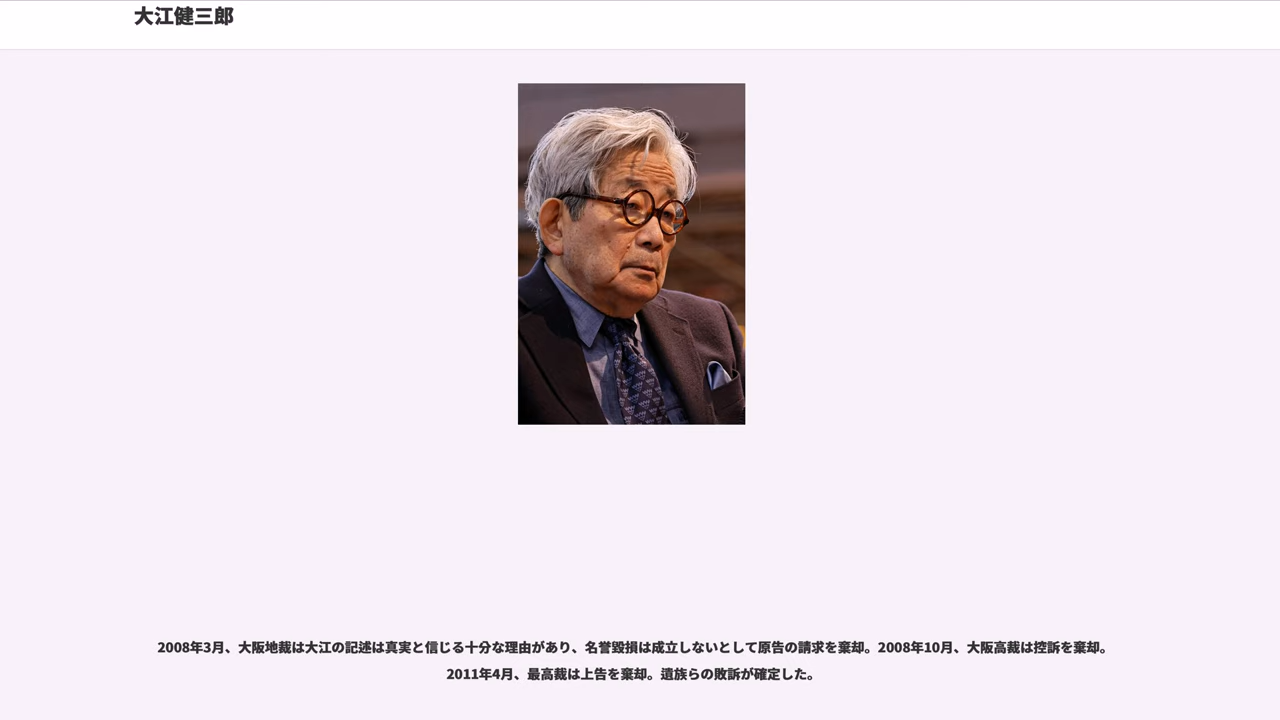 大江健三郎
2008年3月、大阪地裁は大江の記述は真実と信じる十分な理由があり、名誉毀損は成立しないとして原告の請求を棄却。2008年10月、大阪高裁は控訴を棄却。
2011年4月、最高裁は上告を棄却。遺族らの敗訴が確定した。